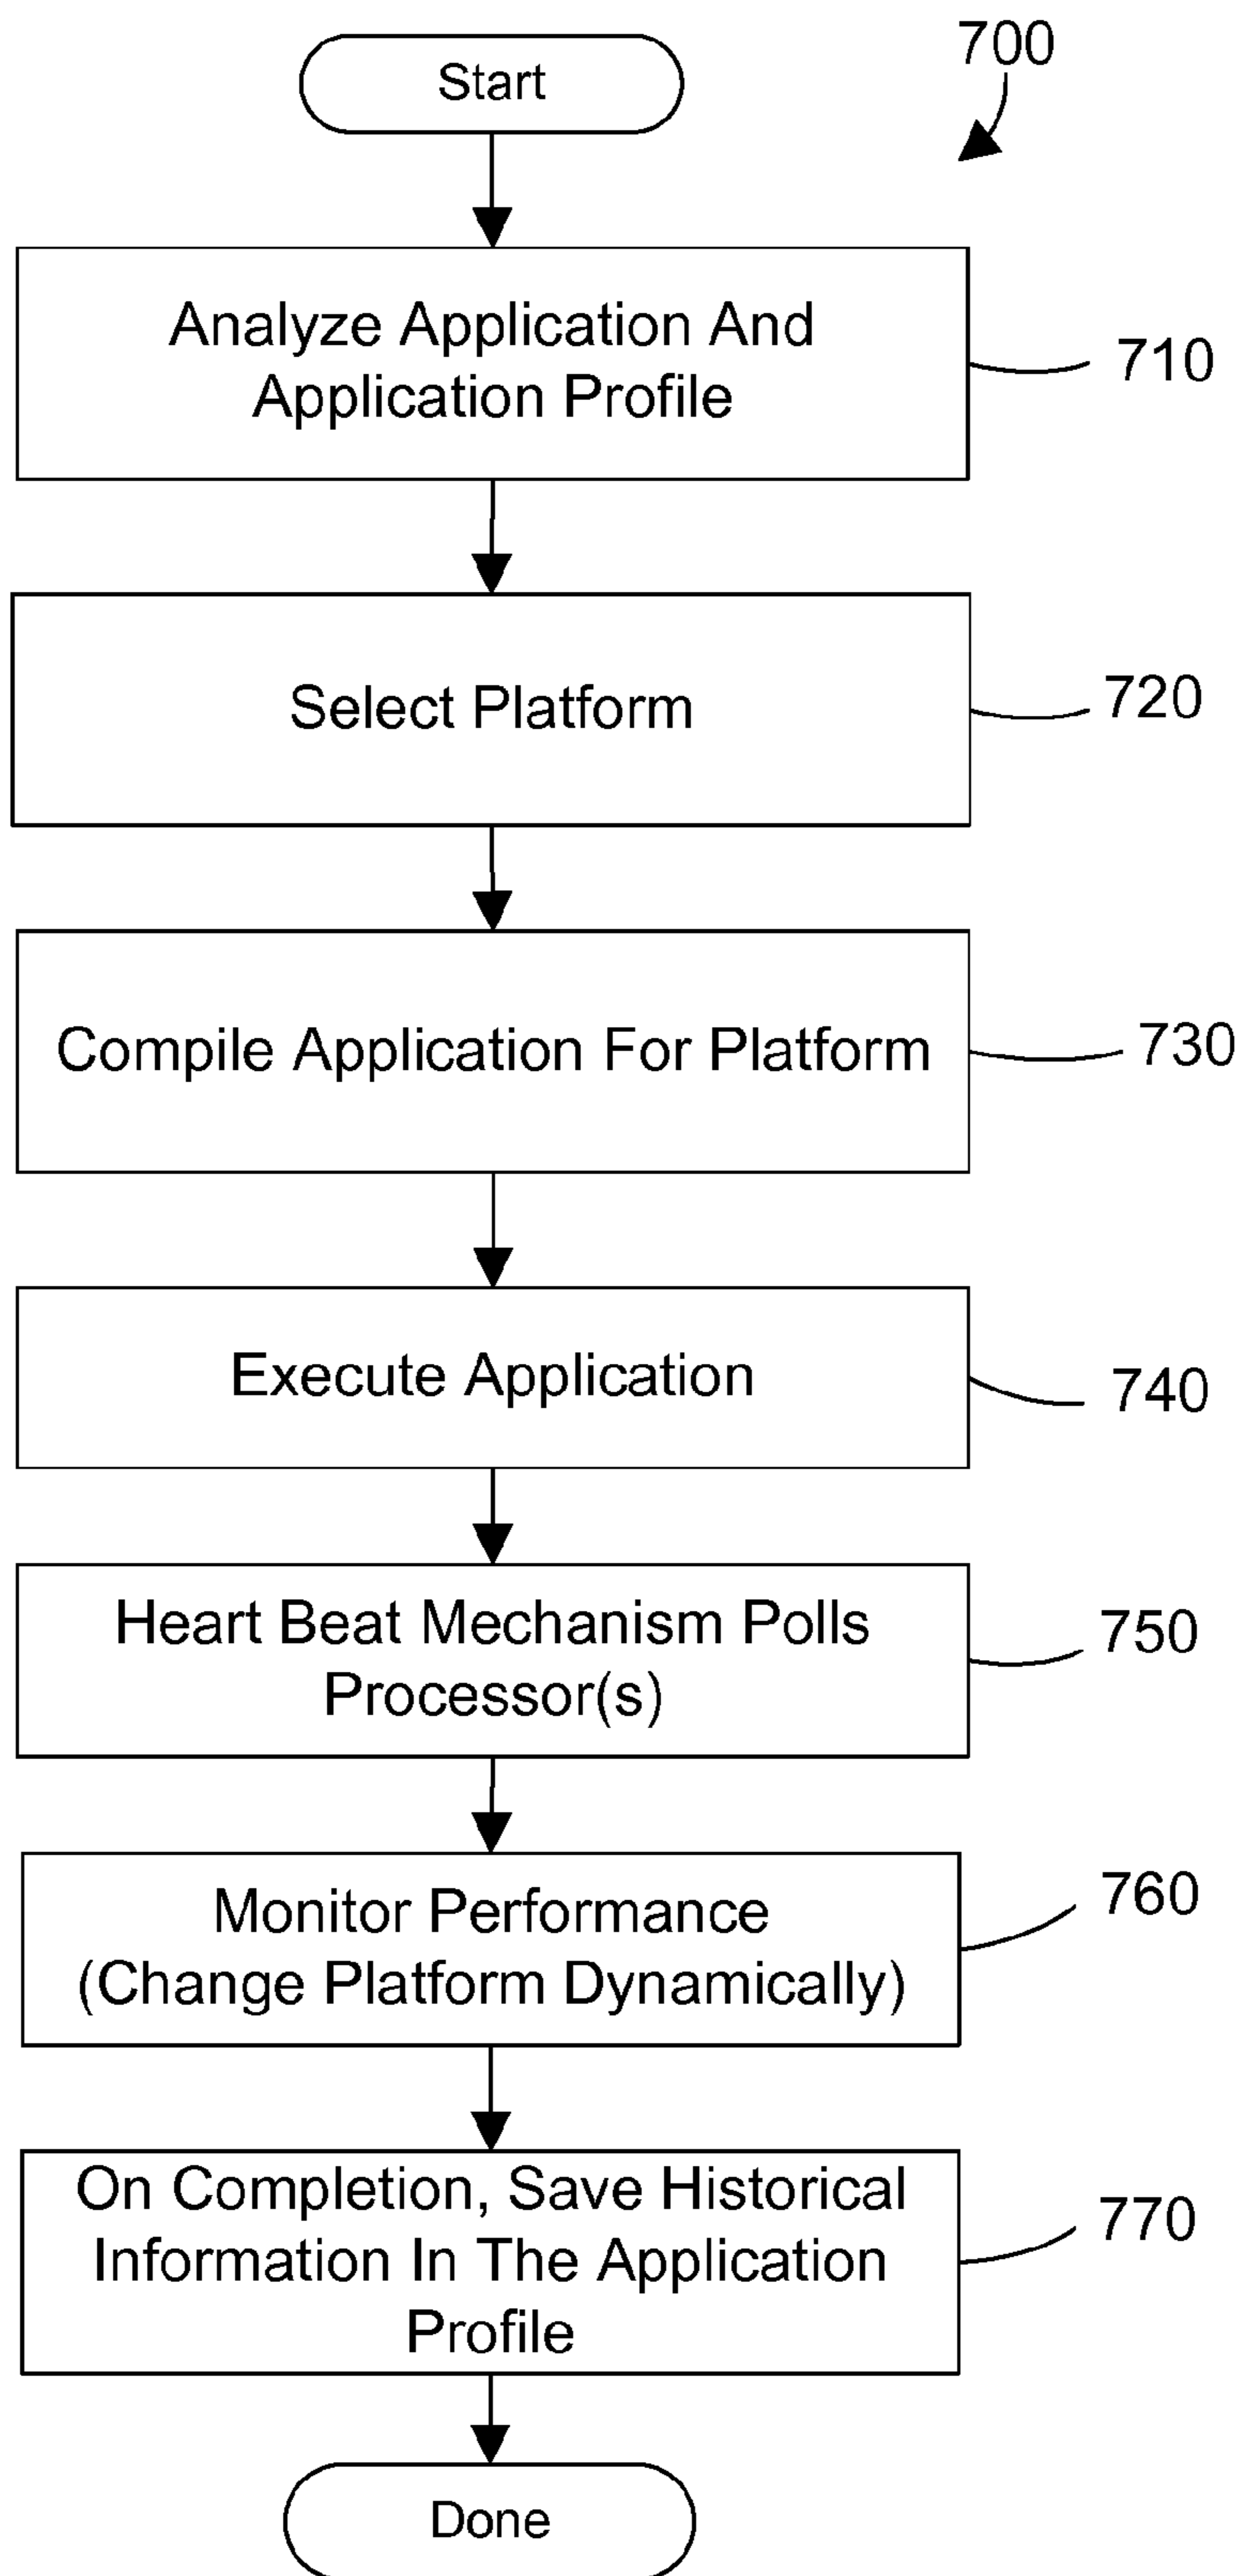 700
Start
Analyze Application And
Application Profile
710
Select Platform
720
Compile Application For Platform
730
Execute Application
740
Heart Beat Mechanism Polls
Processor(s)
750
Monitor Performance
(Change Platform Dynamically)
760
On Completion, Save Historical
Information In The Application
Profile
770
Done